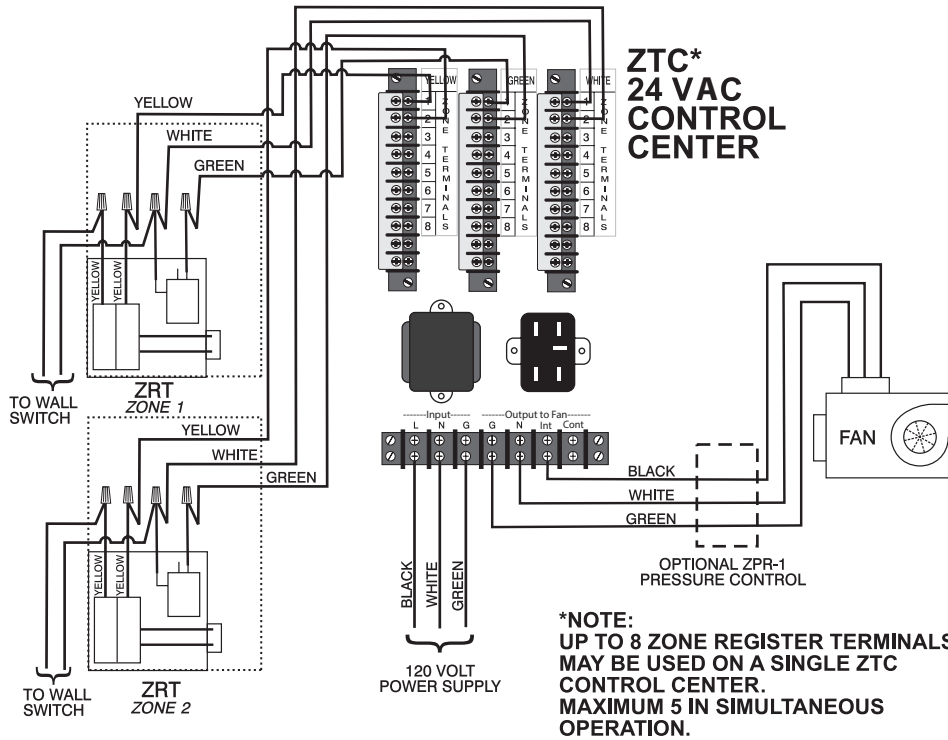 ZTC*
24 VAC
CONTROL
CENTER
YELLOW
GREEN
WHITE
1
2
3
4
5
6
7
8
ZONE TERMINALS
1
2
3
4
5
6
7
8
ZONE TERMINALS
1
2
3
4
5
6
7
8
ZONE TERMINALS
YELLOW
WHITE
GREEN
YELLOW
YELLOW
TO WALL
SWITCH
ZRT
ZONE 1
YELLOW
WHITE
GREEN
YELLOW
YELLOW
TO WALL
SWITCH
ZRT
ZONE 2
-------Input------- -------Output to Fan-------
L N G G N Int Cont
BLACK
WHITE
GREEN
120 VOLT
POWER SUPPLY
BLACK
WHITE
GREEN
OPTIONAL ZPR-1
PRESSURE CONTROL
FAN
*NOTE:
UP TO 8 ZONE REGISTER TERMINALS
MAY BE USED ON A SINGLE ZTC
CONTROL CENTER.
MAXIMUM 5 IN SIMULTANEOUS
OPERATION.